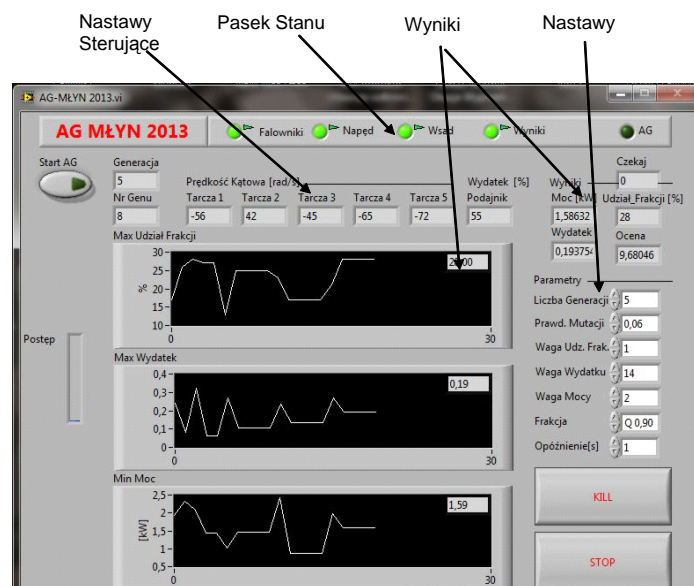 Nastawy Sterujące
Pasek Stanu
Wyniki
Nastawy
AG-MŁYN 2013.vi
AG MŁYN 2013
Falowniki
Napęd
Wsad
Wyniki
AG
Start AG
Generacja
5
Nr Genu
8
Prędkość Kątowa [rad/s]
Tarcza 1 Tarcza 2 Tarcza 3 Tarcza 4 Tarcza 5
-56 42 -45 -65 -72
Wydatek [%]
Podajnik
55
Wyniki
Moc [kW]
1,58632
Wydatek
0,193754
Czekaj
0
Udział_Frakcji [%]
28
Ocena
9,68046
Max Udział Frakcji
30
25
20
15
10
%
0
30
Postęp
Max Wydatek
0,4
0,3
0,2
0,1
0
0,19
0
30
Min Moc
2,5
2
1,5
1
0,5
[kW]
1,59
0
30
Parametry
Liczba Generacji 5
Prawd. Mutacji 0,06
Waga Udz. Frak. 1
Waga Wydatku 14
Waga Mocy 2
Frakcja Q 0,90
Opóźnienie[s] 1
KILL
STOP